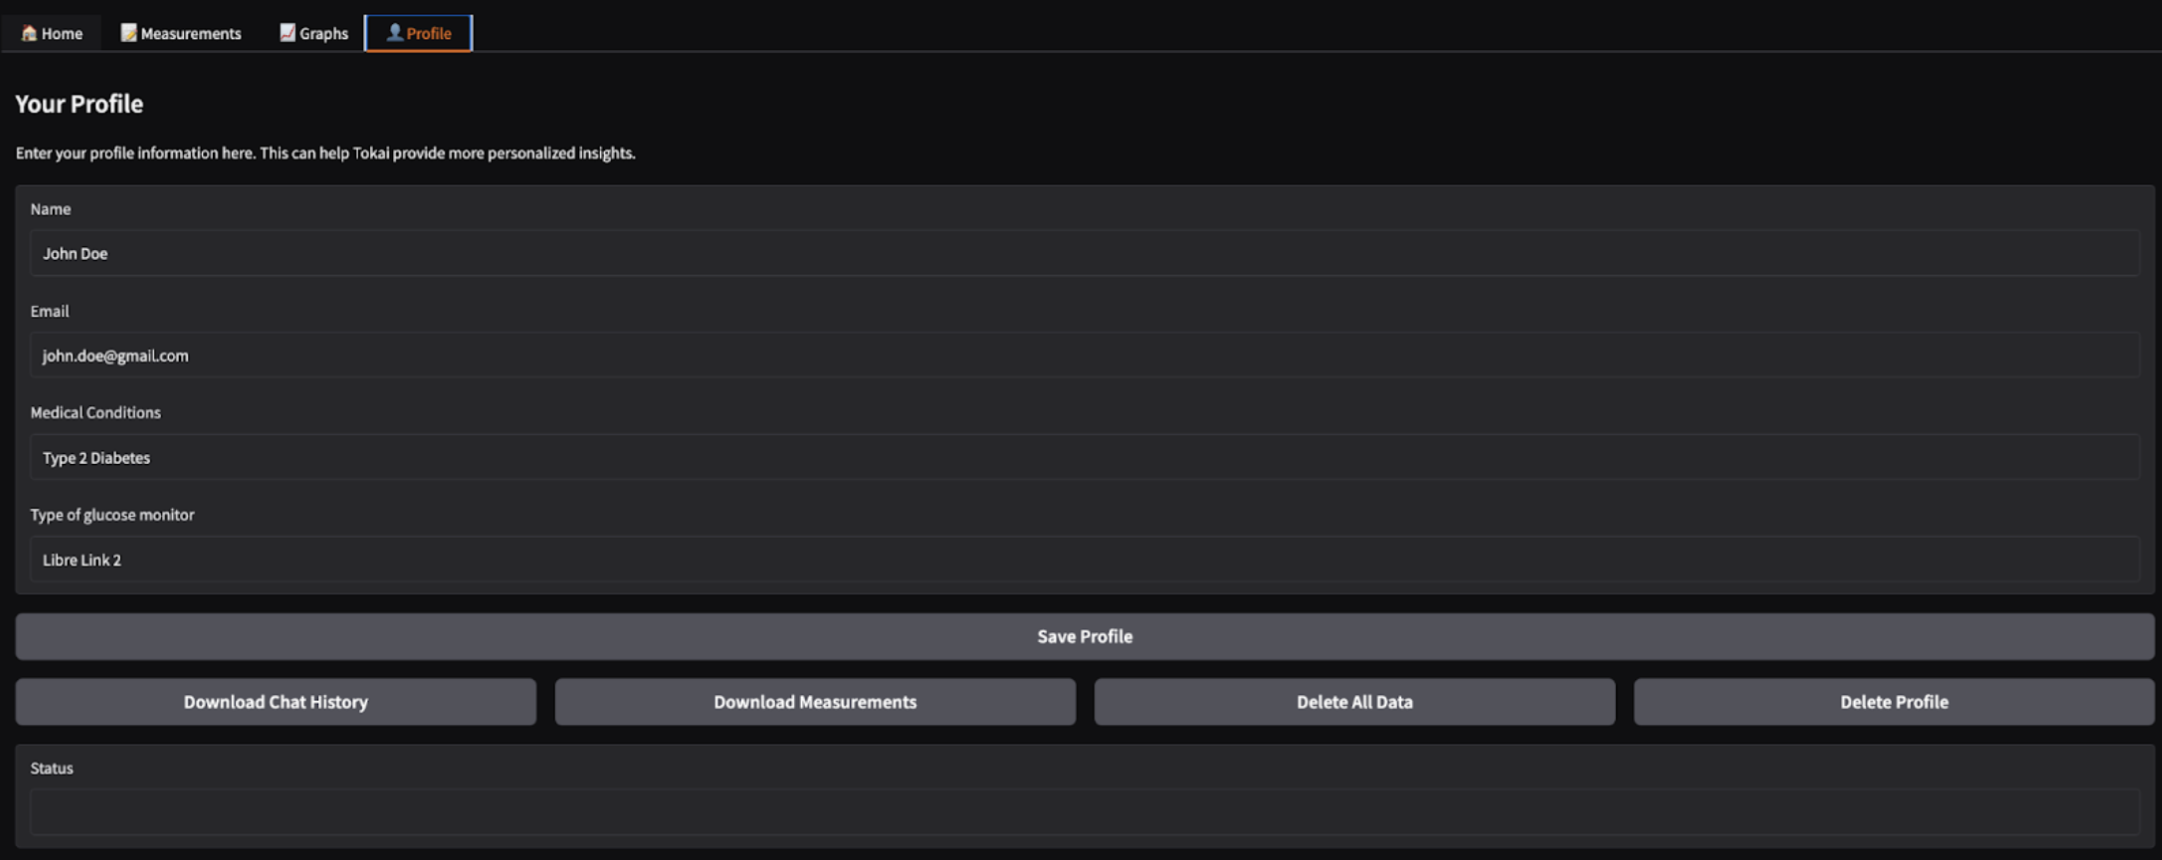 Home Measurements Graphs Profile
Your Profile
Enter your profile information here. This can help Tokai provide more personalized insights.
Name
John Doe
Email
john.doe@gmail.com
Medical Conditions
Type 2 Diabetes
Type of glucose monitor
Libre Link 2
Save Profile
Download Chat History Download Measurements Delete All Data Delete Profile
Status